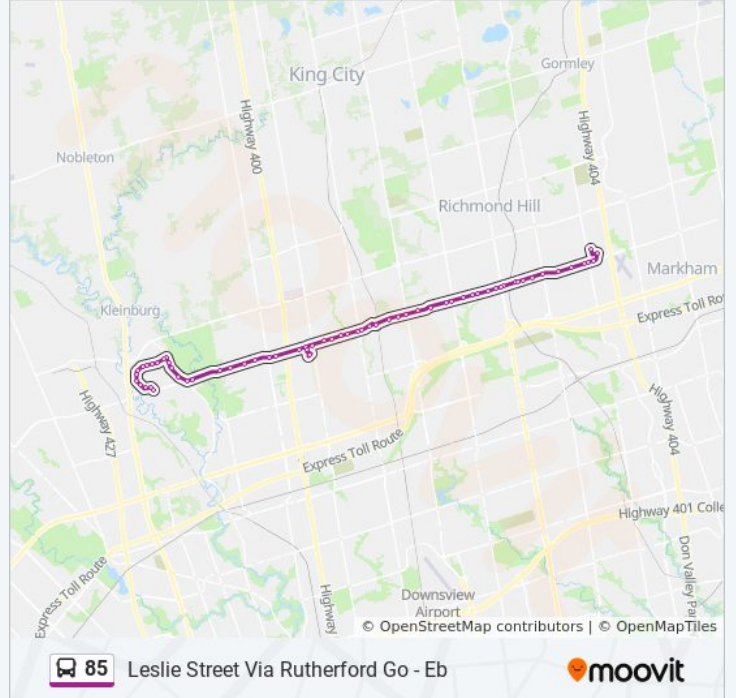 King City
Gormley
Highway 400
Highway 404
Nobleton
Richmond Hill
Markham
Kleinburg
Express Toll Ro
Highway 427
Express Toll Route
Highway 404
Highway 401 Colle
Express Toll Route
Highway
Downsview
Airport
Don Valley Pa
© OpenStreetMap contributors | © OpenMapTiles
85 Leslie Street Via Rutherford Go - Eb
moovit